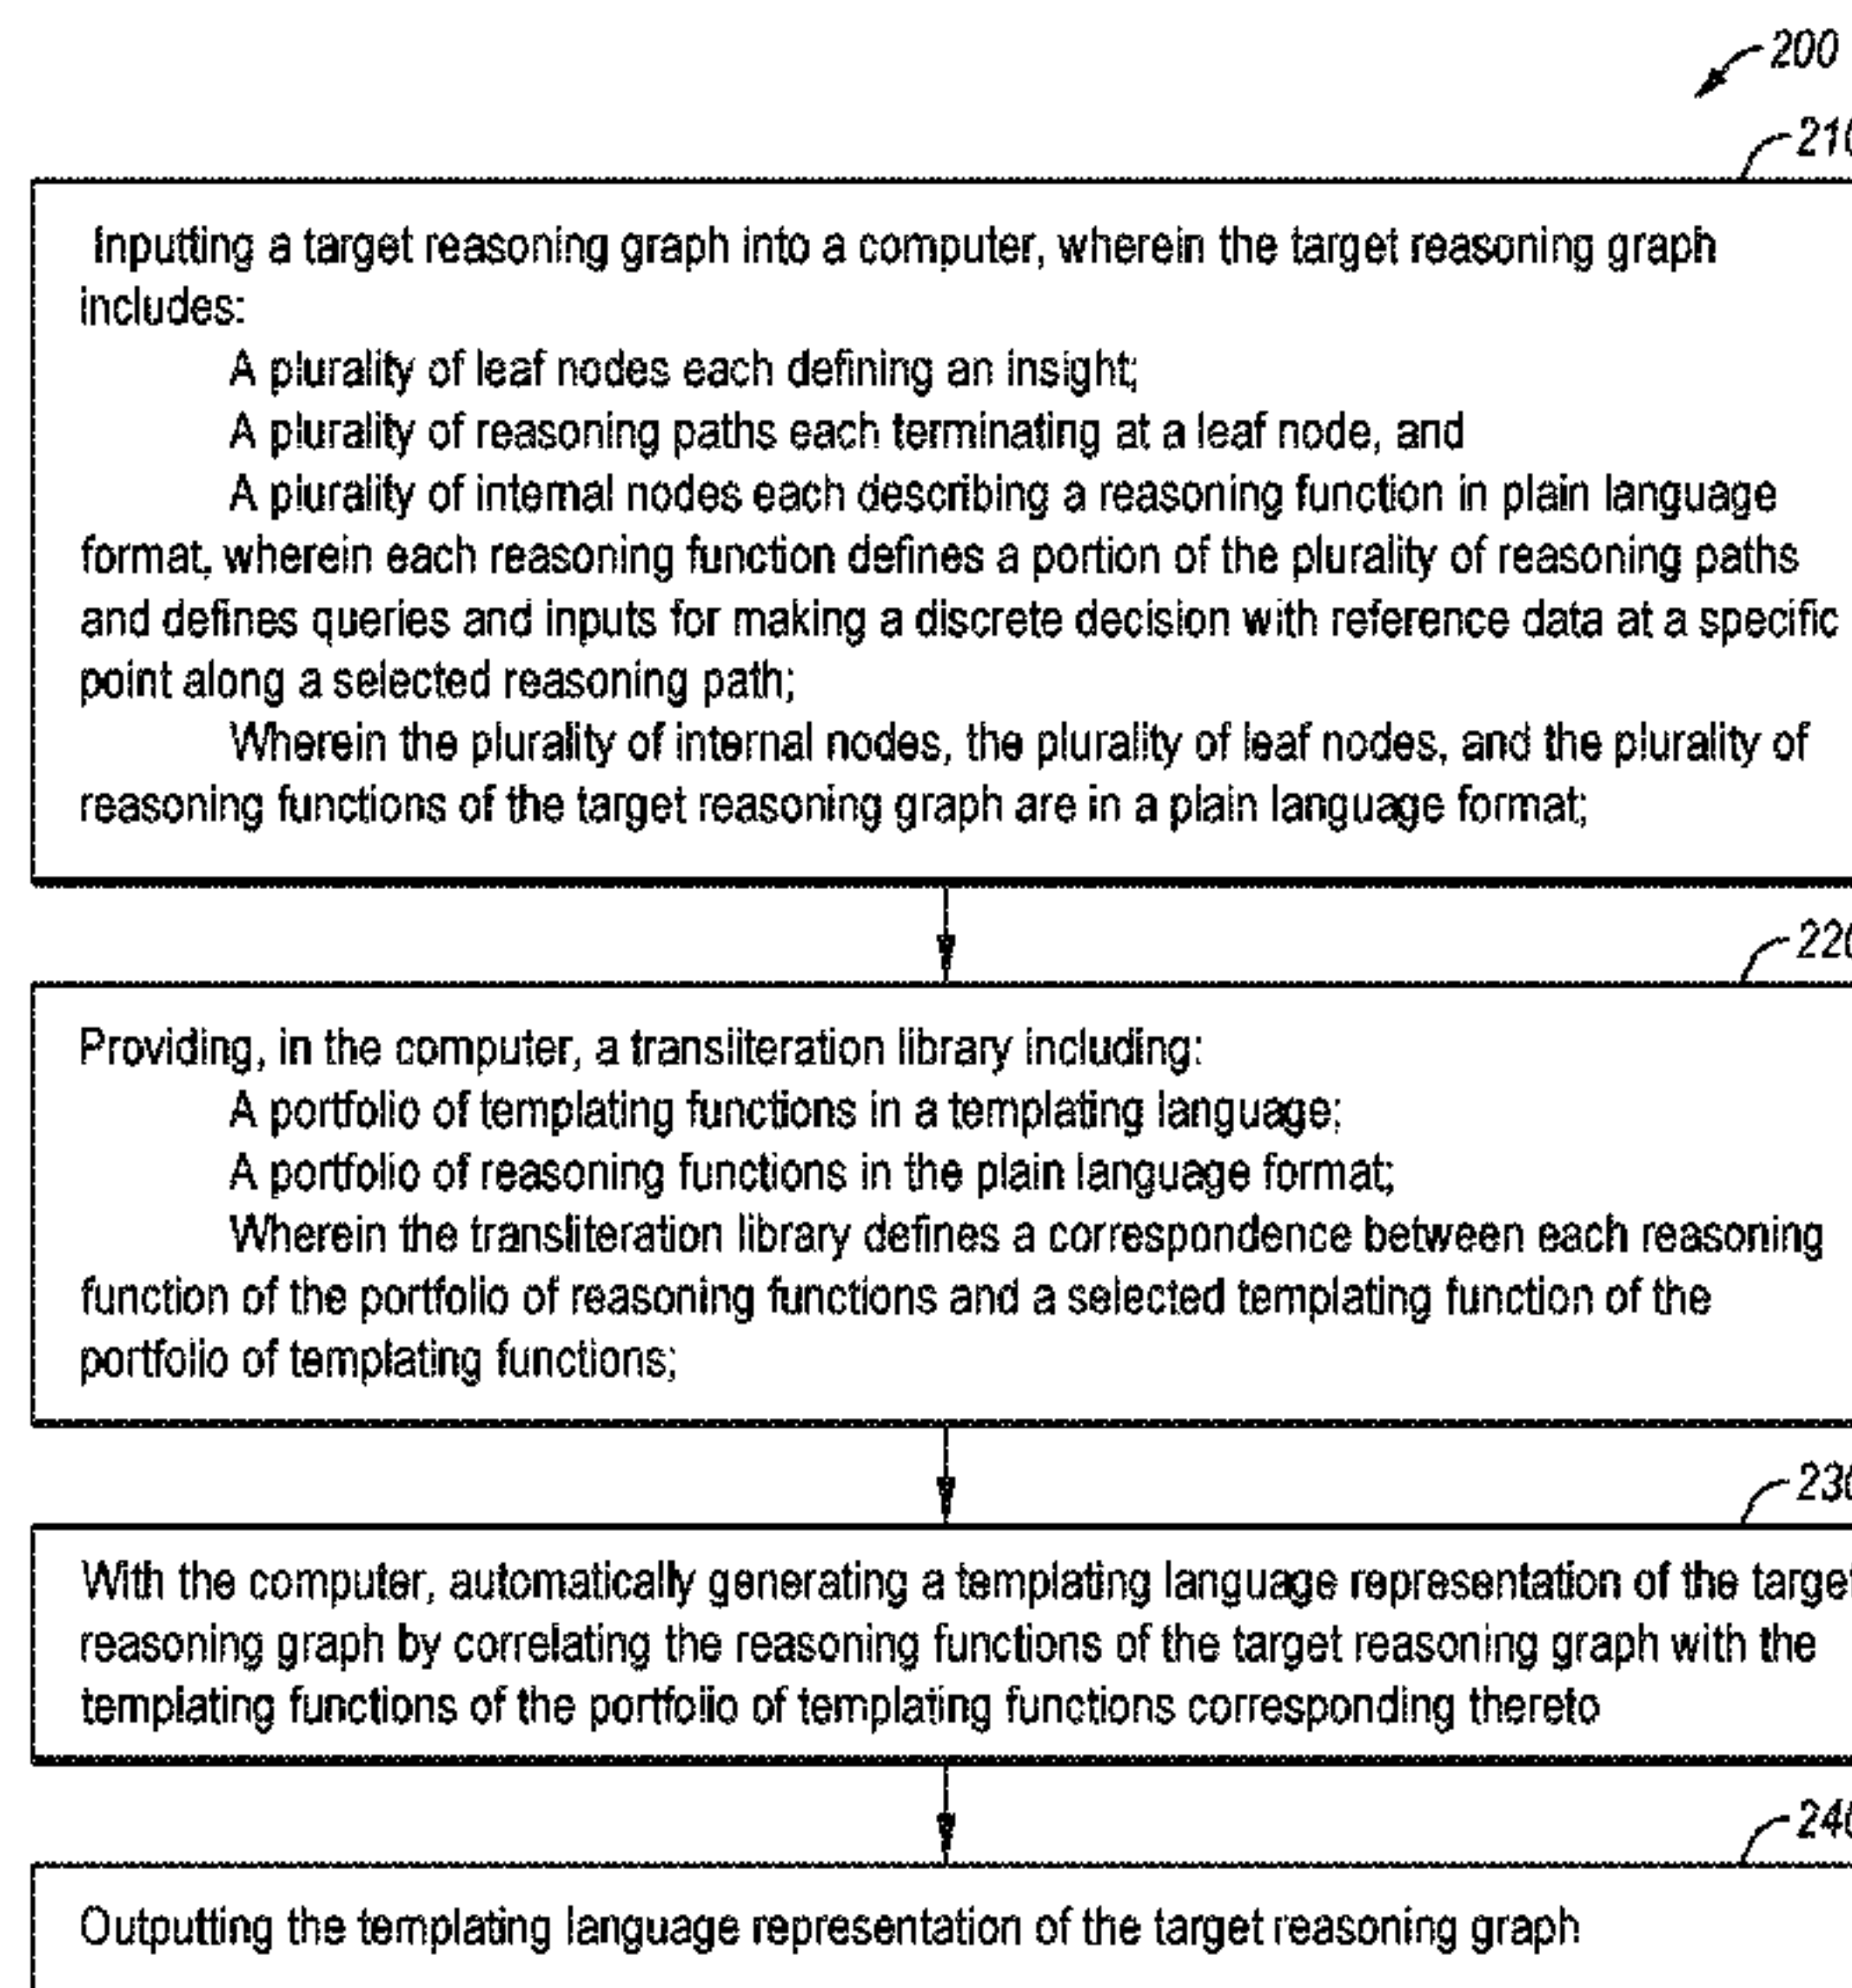 200
210
Inputting a target reasoning graph into a computer, wherein the target reasoning graph
includes:
A plurality of leaf nodes each defining an insight;
A plurality of reasoning paths each terminating at a leaf node, and
A plurality of internal nodes each describing a reasoning function in plain language
format, wherein each reasoning function defines a portion of the plurality of reasoning paths
and defines queries and inputs for making a discrete decision with reference data at a specific
point along a selected reasoning path;
Wherein the plurality of internal nodes, the plurality of leaf nodes, and the plurality of
reasoning functions of the target reasoning graph are in a plain language format;
220
Providing, in the computer, a transliteration library including:
A portfolio of templating functions in a templating language;
A portfolio of reasoning functions in the plain language format;
Wherein the transliteration library defines a correspondence between each reasoning
function of the portfolio of reasoning functions and a selected templating function of the
portfolio of templating functions;
230
With the computer, automatically generating a templating language representation of the target
reasoning graph by correlating the reasoning functions of the target reasoning graph with the
templating functions of the portfolio of templating functions corresponding thereto
240
Outputting the templating language representation of the target reasoning graph